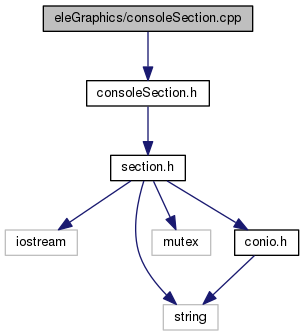 eleGraphics/consoleSection.cpp
consoleSection.h
section.h
iostream
mutex
conio.h
string